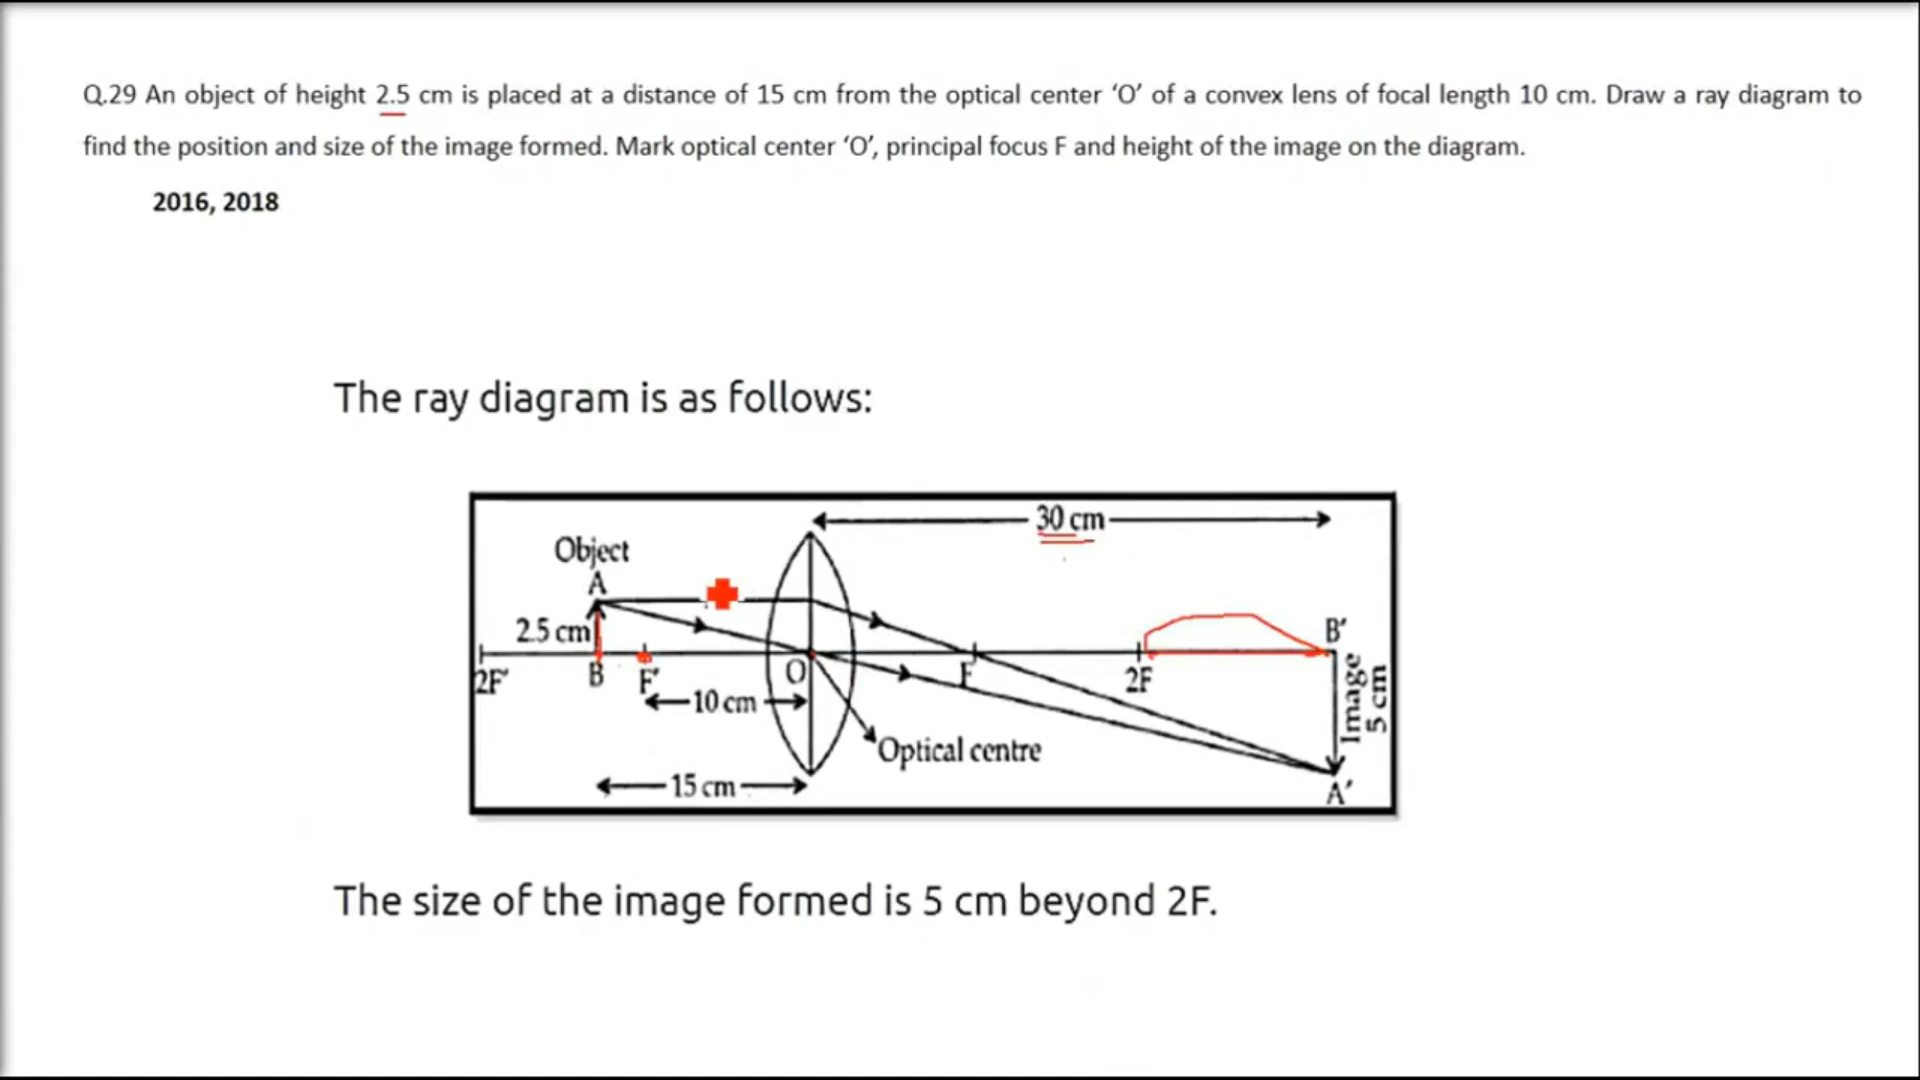 Q.29 An object of height 2.5 cm is placed at a distance of 15 cm from the optical center ‘O’ of a convex lens of focal length 10 cm. Draw a ray diagram to
find the position and size of the image formed. Mark optical center ‘O’, principal focus F and height of the image on the diagram.
2016, 2018
The ray diagram is as follows:
30 cm
Object
A
2.5 cm
B'
2F'
B
F'
O
F
2F
10 cm
Image
5 cm
Optical centre
15 cm
A'
The size of the image formed is 5 cm beyond 2F.